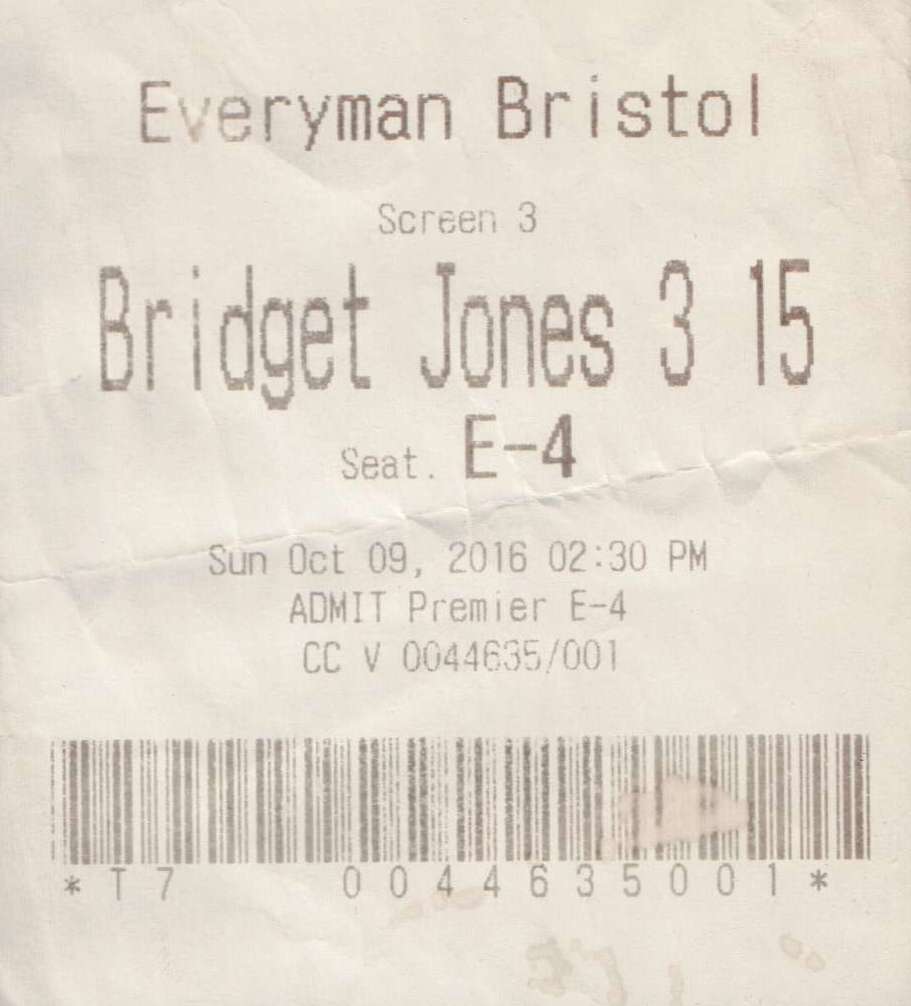 Everyman Bristol
Screen 3
Bridget Jones 3 15
Seat. E-4
Sun Oct 09, 2016 02:30 PM
ADMIT Premier E-4
CC V 0044635/001
*T7 0044635001*